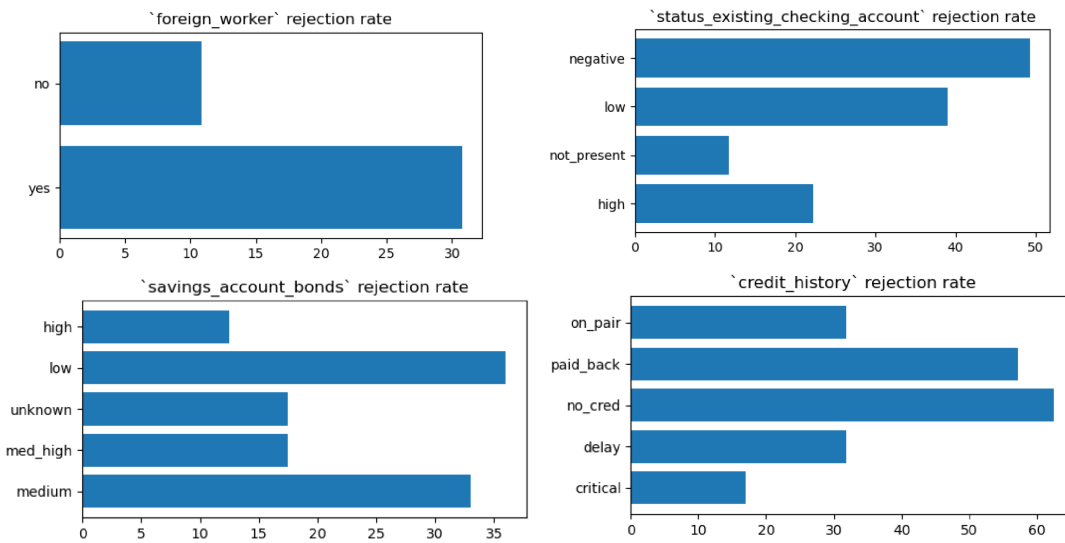 `foreign_worker` rejection rate
no
yes
0 5 10 15 20 25 30
`status_existing_checking_account` rejection rate
negative
low
not_present
high
0 10 20 30 40 50
`savings_account_bonds` rejection rate
high
low
unknown
med_high
medium
0 5 10 15 20 25 30 35
`credit_history` rejection rate
on_pair
paid_back
no_cred
delay
critical
0 10 20 30 40 50 60